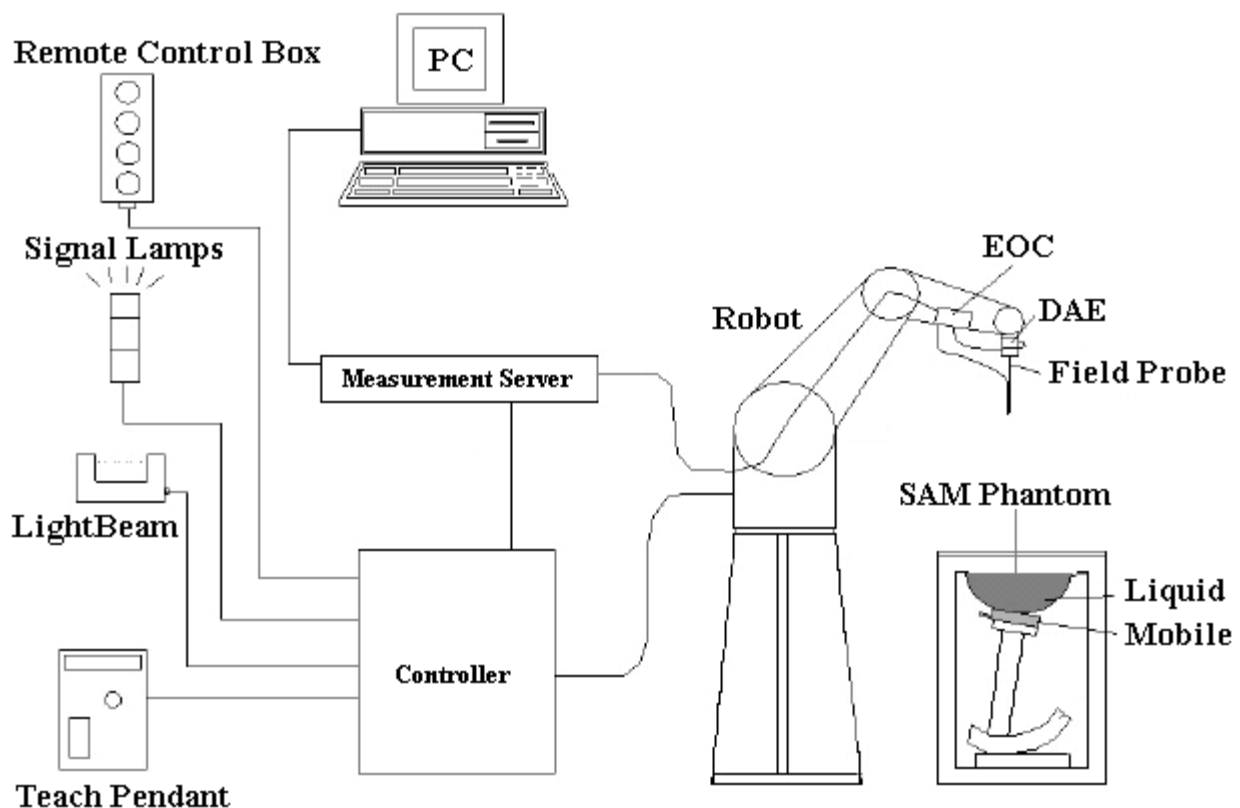 Remote Control Box
PC
Signal Lamps
EOC
Robot
DAE
Measurement Server
Field Probe
LightBeam
SAM Phantom
Liquid
Mobile
Controller
Teach Pendant